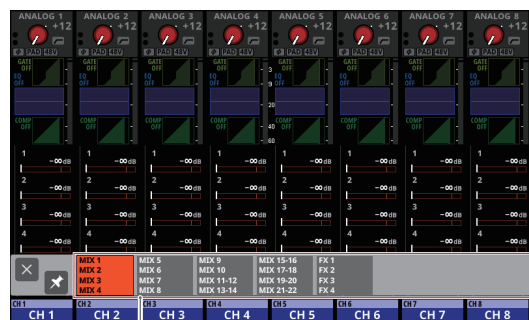 ANALOG 1 ANALOG 2 ANALOG 3 ANALOG 4 ANALOG 5 ANALOG 6 ANALOG 7 ANALOG 8
+12 +12 +12 +12 +12 +12 +12 +12
Φ PAD 48V Φ PAD 48V Φ PAD 48V Φ PAD 48V Φ PAD 48V Φ PAD 48V Φ PAD 48V Φ PAD 48V
GATE GATE GATE GATE GATE GATE GATE GATE
OFF OFF OFF OFF OFF OFF OFF OFF
EQ EQ EQ EQ EQ EQ EQ EQ
OFF OFF OFF OFF OFF OFF OFF OFF
COMP COMP COMP COMP COMP COMP COMP COMP
OFF OFF OFF OFF OFF OFF OFF OFF
3
9
20
40
60
1 1 1 1 1 1 1 1
-∞dB -∞dB -∞dB -∞dB -∞dB -∞dB -∞dB -∞dB
2 2 2 2 2 2 2 2
-∞dB -∞dB -∞dB -∞dB -∞dB -∞dB -∞dB -∞dB
3 3 3 3 3 3 3 3
-∞dB -∞dB -∞dB -∞dB -∞dB -∞dB -∞dB -∞dB
4 4 4 4 4 4 4 4
-∞dB -∞dB -∞dB -∞dB -∞dB -∞dB -∞dB -∞dB
MIX 1 MIX 5 MIX 9 MIX 15-16 FX 1
MIX 2 MIX 6 MIX 10 MIX 17-18 FX 2
MIX 3 MIX 7 MIX 11-12 MIX 19-20 FX 3
MIX 4 MIX 8 MIX 13-14 MIX 21-22 FX 4
CH 1 CH 2 CH 3 CH 4 CH 5 CH 6 CH 7 CH 8
CH 1 CH 2 CH 3 CH 4 CH 5 CH 6 CH 7 CH 8